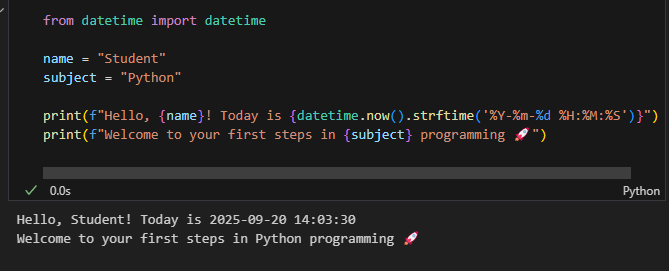 from datetime import datetime
name = "Student"
subject = "Python"
print(f"Hello, {name}! Today is {datetime.now().strftime('%Y-%m-%d %H:%M:%S')}")
print(f"Welcome to your first steps in {subject} programming 🚀")
0.0s
Python
Hello, Student! Today is 2025-09-20 14:03:30
Welcome to your first steps in Python programming 🚀